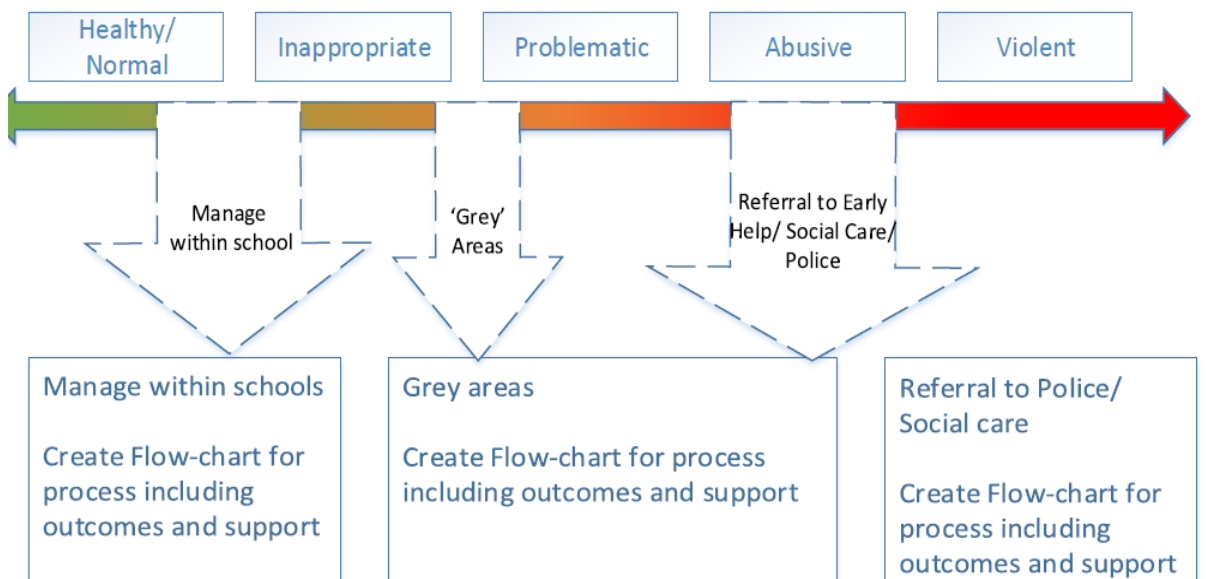 Healthy/
Normal
Inappropriate
Problematic
Abusive
Violent
Manage
within school
‘Grey’
Areas
Referral to Early
Help/ Social Care/
Police
Manage within schools
Create Flow-chart for
process including
outcomes and support
Grey areas
Create Flow-chart for process
including outcomes and support
Referral to Police/
Social care
Create Flow-chart for
process including
outcomes and support